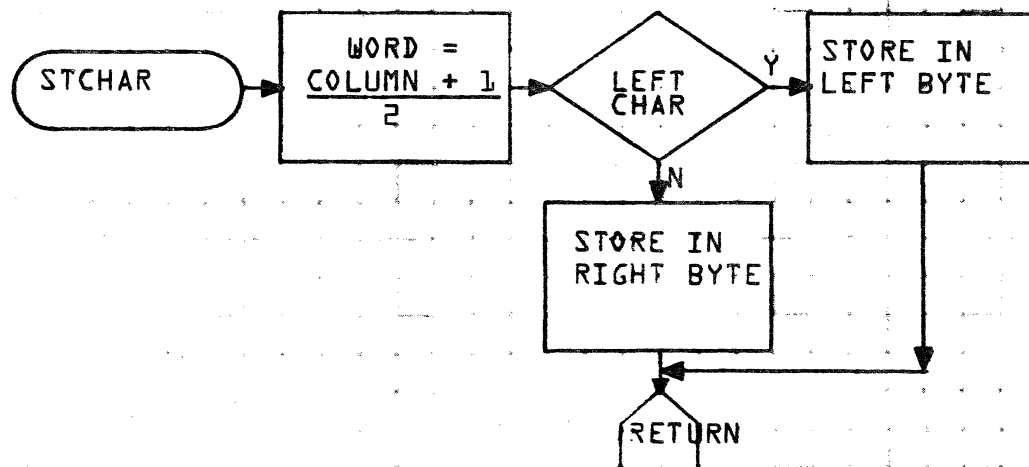 STCHAR
WORD =
COLUMN + 1
2
LEFT
CHAR
Y
STORE IN
LEFT BYTE
N
STORE IN
RIGHT BYTE
RETURN